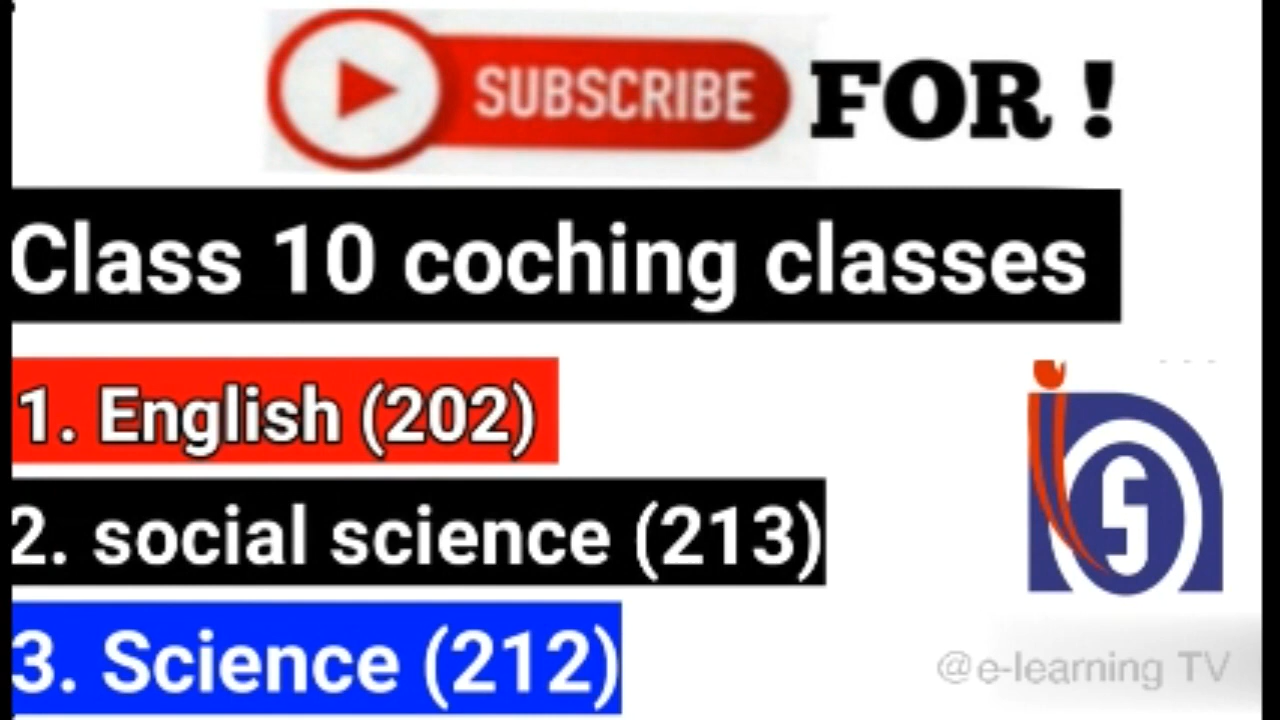 SUBSCRIBE FOR !
Class 10 coching classes
1. English (202)
2. social science (213)
3. Science (212)
@e-learning TV